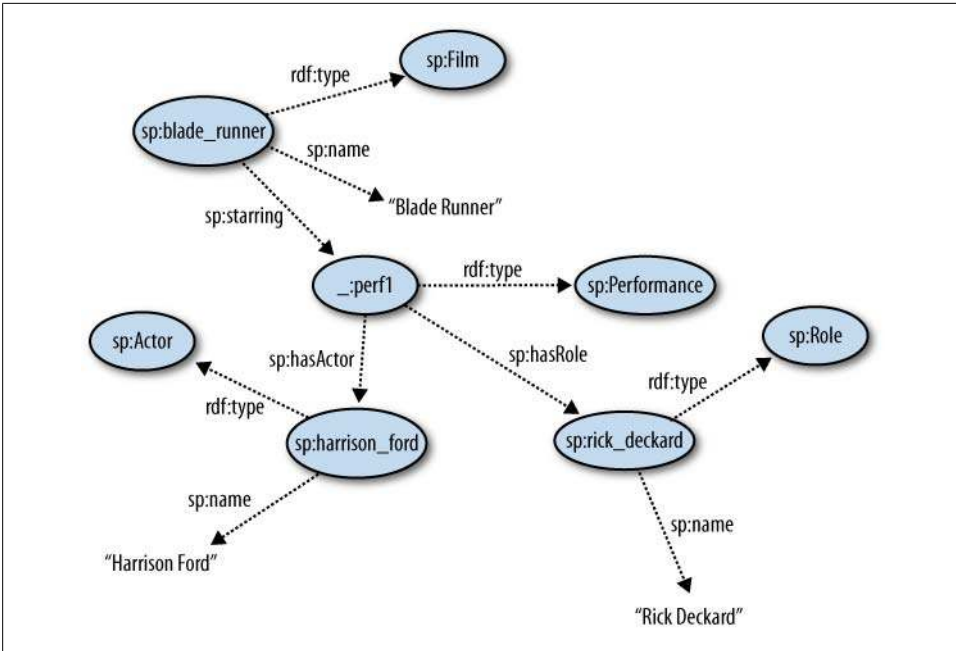 sp:Film
rdf:type
sp:blade_runner
sp:name
“Blade Runner”
sp:starring
_:perf1
rdf:type
sp:Performance
sp:Actor
sp:hasActor
sp:hasRole
sp:Role
rdf:type
rdf:type
sp:harrison_ford
sp:rick_deckard
sp:name
sp:name
“Harrison Ford”
“Rick Deckard”